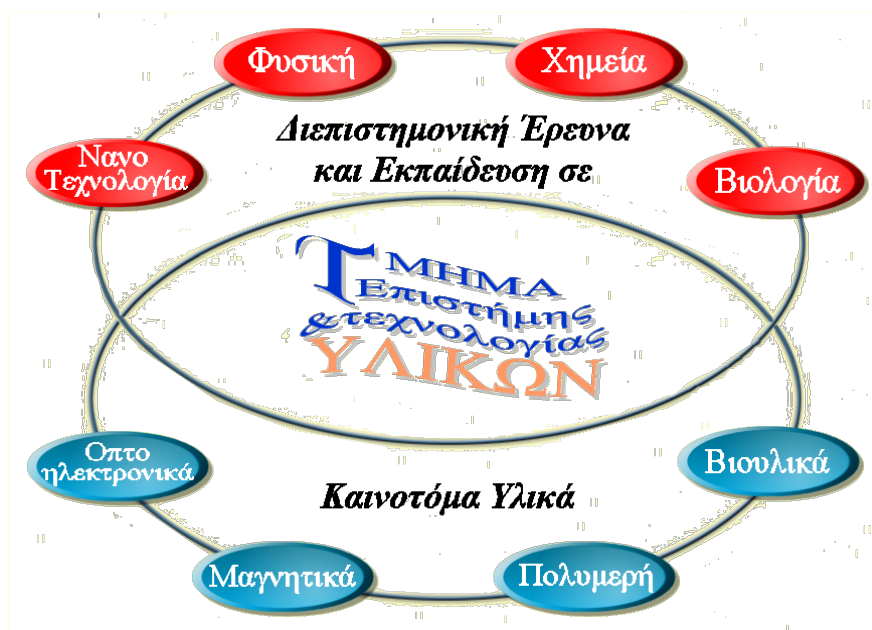 Φυσική
Χημεία
Νανο
Τεχνολογία
Βιολογία
Διεπιστημονική Έρευνα
και Εκπαίδευση σε
ΤΜΗΜΑ
Επιστήμης
&τεχνολογίας
ΥΛΙΚΩΝ
Οπτο
ηλεκτρονικά
Βιουλικά
Καινοτόμα Υλικά
Μαγνητικά
Πολυμερή